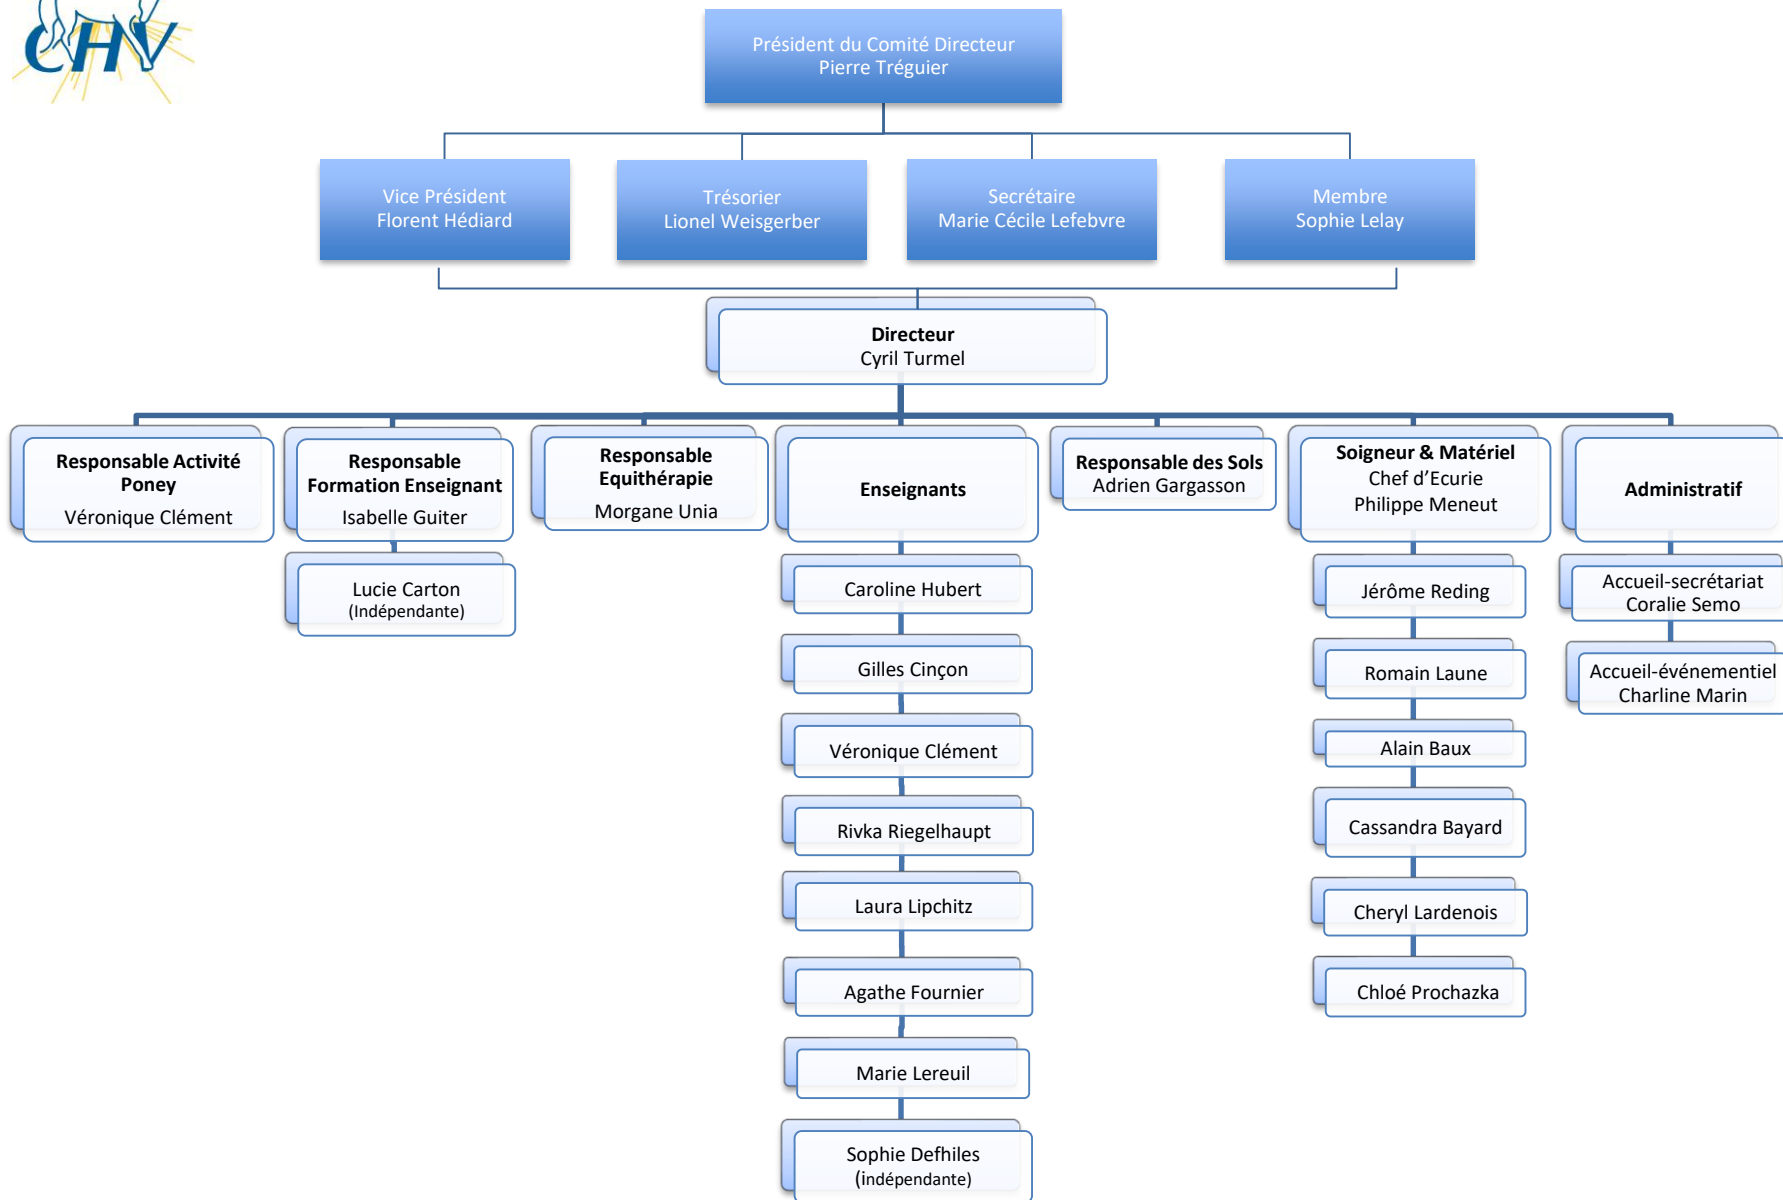 CHV
Président du Comité Directeur
Pierre Tréguier
Vice Président
Florent Hédiard
Trésorier
Lionel Weisgerber
Secrétaire
Marie Cécile Lefebvre
Membre
Sophie Lelay
Directeur
Cyril Turmel
Responsable Activité
Poney
Véronique Clément
Responsable
Formation Enseignant
Isabelle Guiter
Lucie Carton
(Indépendante)
Responsable
Equithérapie
Morgane Unia
Enseignants
Caroline Hubert
Gilles Cinçon
Véronique Clément
Rivka Riegelhaupt
Laura Lipchitz
Agathe Fournier
Marie Lereuil
Sophie Defhiles
(indépendante)
Responsable des Sols
Adrien Gargasson
Soigneur & Matériel
Chef d’Ecurie
Philippe Meneut
Jérôme Reding
Romain Laune
Alain Baux
Cassandra Bayard
Cheryl Lardenois
Chloé Prochazka
Administratif
Accueil-secrétariat
Coralie Semo
Accueil-événementiel
Charline Marin